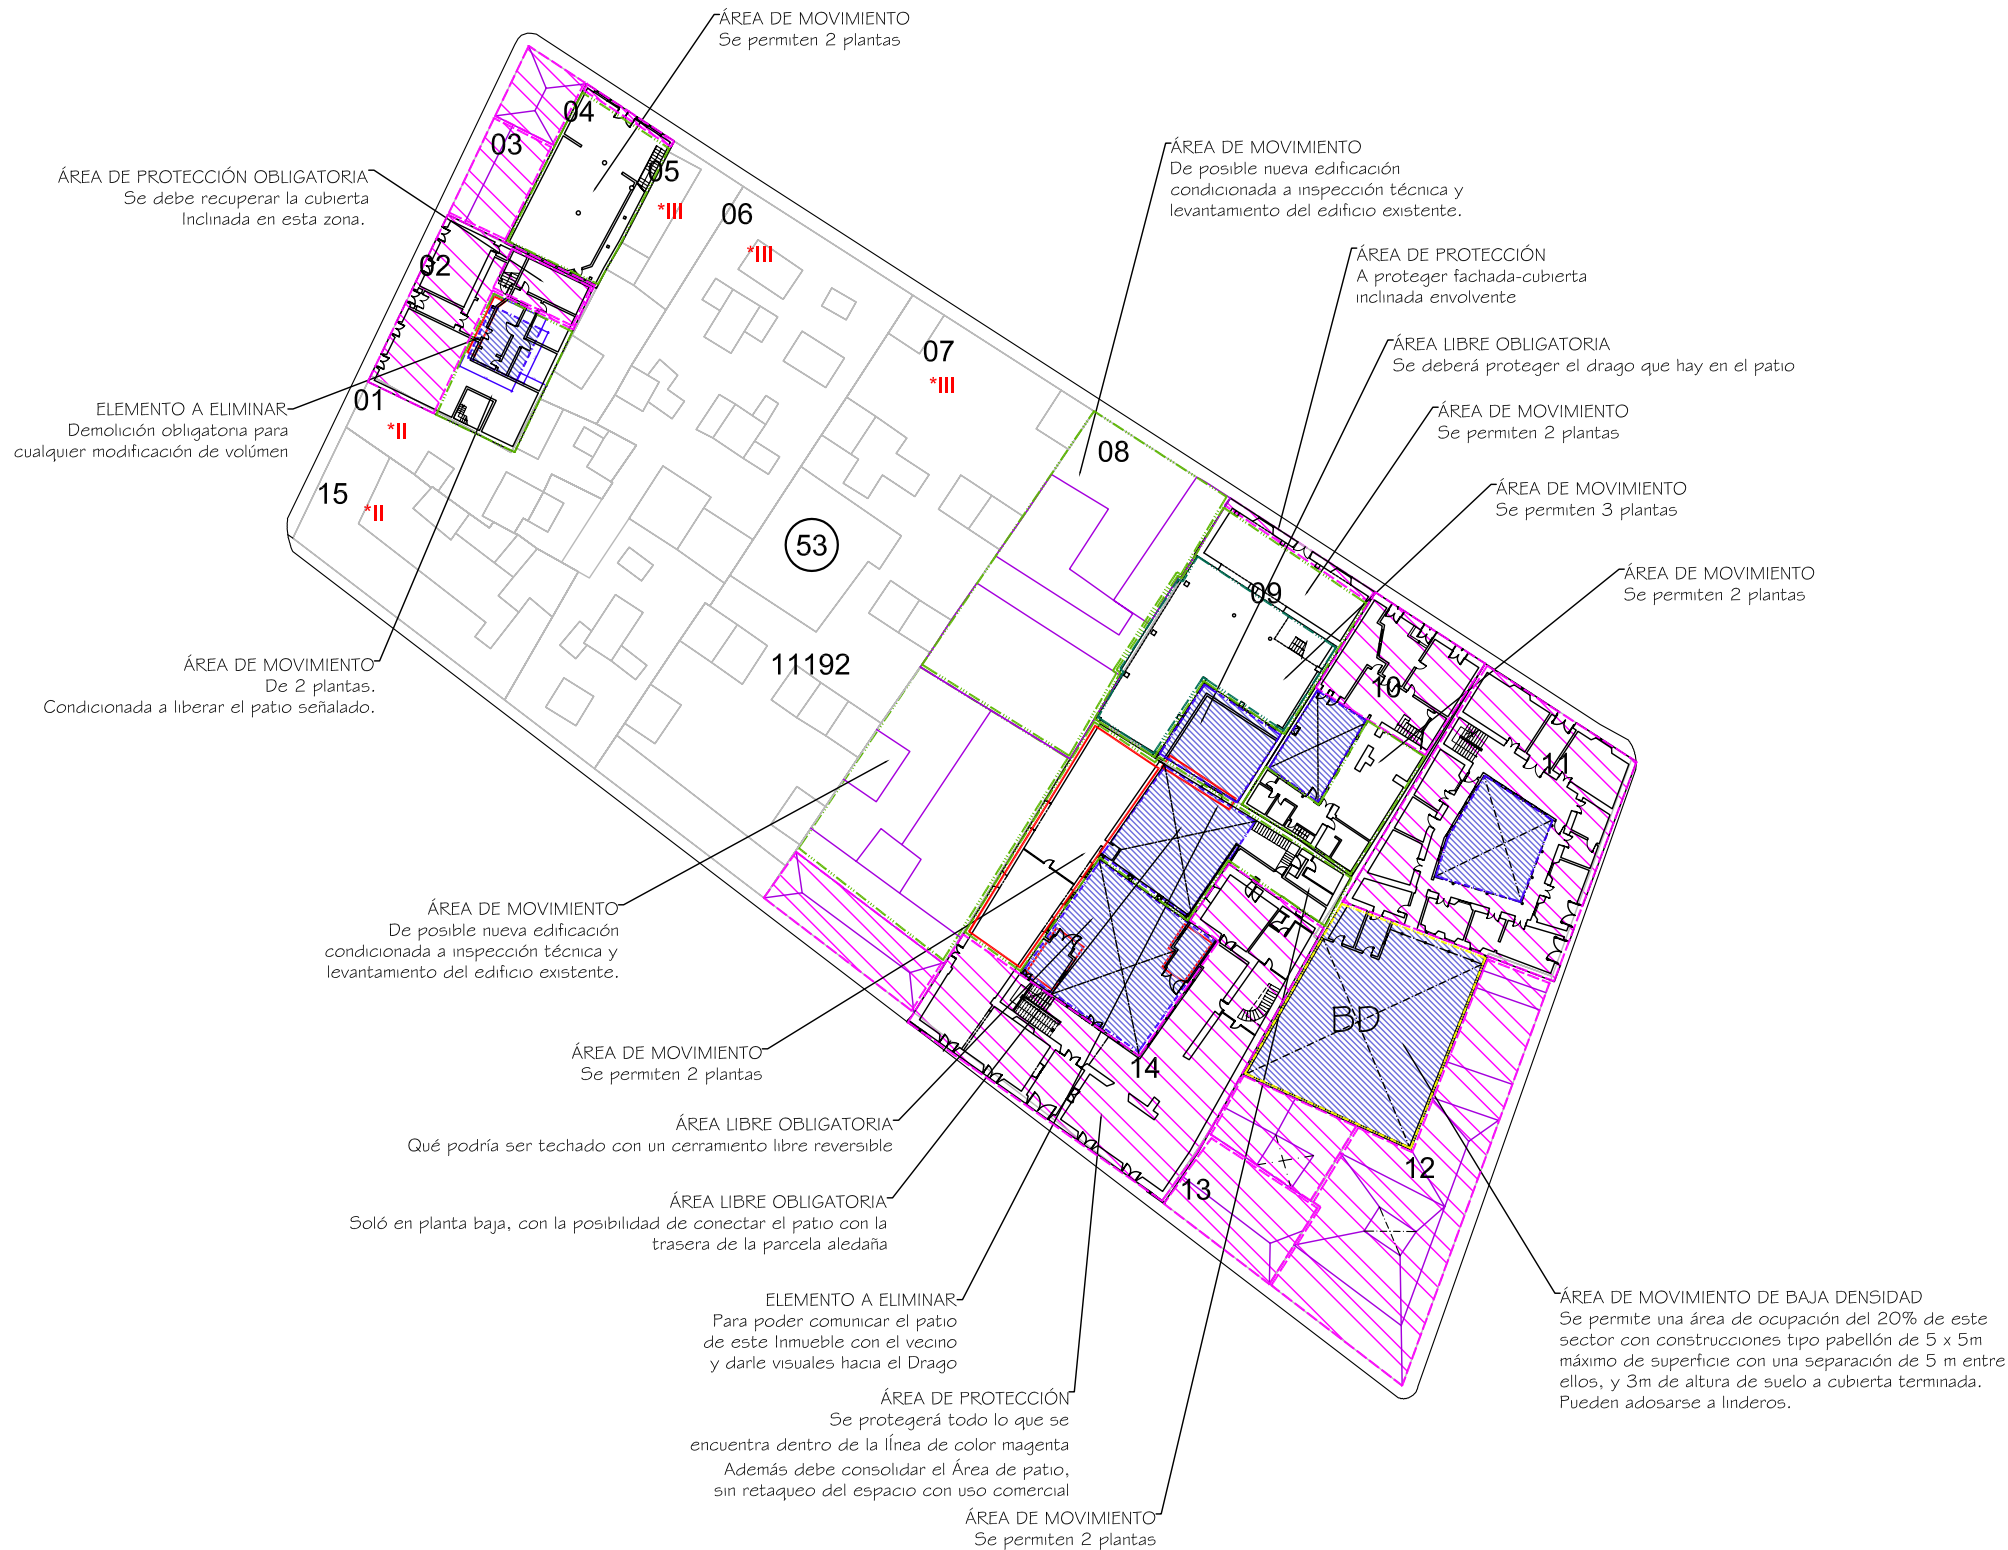 ÁREA DE MOVIMIENTO
Se permiten 2 plantas
ÁREA DE PROTECCIÓN OBLIGATORIA
Se debe recuperar la cubierta
Inclinada en esta zona.
ÁREA DE MOVIMIENTO
De posible nueva edificación
condicionada a inspección técnica y
levantamiento del edificio existente.
ÁREA DE PROTECCIÓN
A proteger fachada-cubierta
inclinada envolvente
ÁREA LIBRE OBLIGATORIA
Se deberá proteger el drago que hay en el patio
ÁREA DE MOVIMIENTO
Se permiten 2 plantas
ÁREA DE MOVIMIENTO
Se permiten 3 plantas
ÁREA DE MOVIMIENTO
Se permiten 2 plantas
04
03
05
*III
06
*III
02
07
*III
01
*II
15
*II
08
53
11192
09
10
11
BD
14
12
13
ELEMENTO A ELIMINAR
Demolición obligatoria para
cualquier modificación de volúmen
ÁREA DE MOVIMIENTO
De 2 plantas.
Condicionada a liberar el patio señalado.
ÁREA DE MOVIMIENTO
De posible nueva edificación
condicionada a inspección técnica y
levantamiento del edificio existente.
ÁREA DE MOVIMIENTO
Se permiten 2 plantas
ÁREA LIBRE OBLIGATORIA
Qué podría ser techado con un cerramiento libre reversible
ÁREA LIBRE OBLIGATORIA
Soló en planta baja, con la posibilidad de conectar el patio con la
trasera de la parcela aledaña
ELEMENTO A ELIMINAR
Para poder comunicar el patio
de este Inmueble con el vecino
y darle visuales hacia el Drago
ÁREA DE PROTECCIÓN
Se protegerá todo lo que se
encuentra dentro de la lÍnea de color magenta
Además debe consolidar el Área de patio,
sin retaqueo del espacio con uso comercial
ÁREA DE MOVIMIENTO
Se permiten 2 plantas
ÁREA DE MOVIMIENTO DE BAJA DENSIDAD
Se permite una área de ocupación del 20% de este
sector con construcciones tipo pabellón de 5 x 5m
máximo de superficie con una separación de 5 m entre
ellos, y 3m de altura de suelo a cubierta terminada.
Pueden adosarse a linderos.